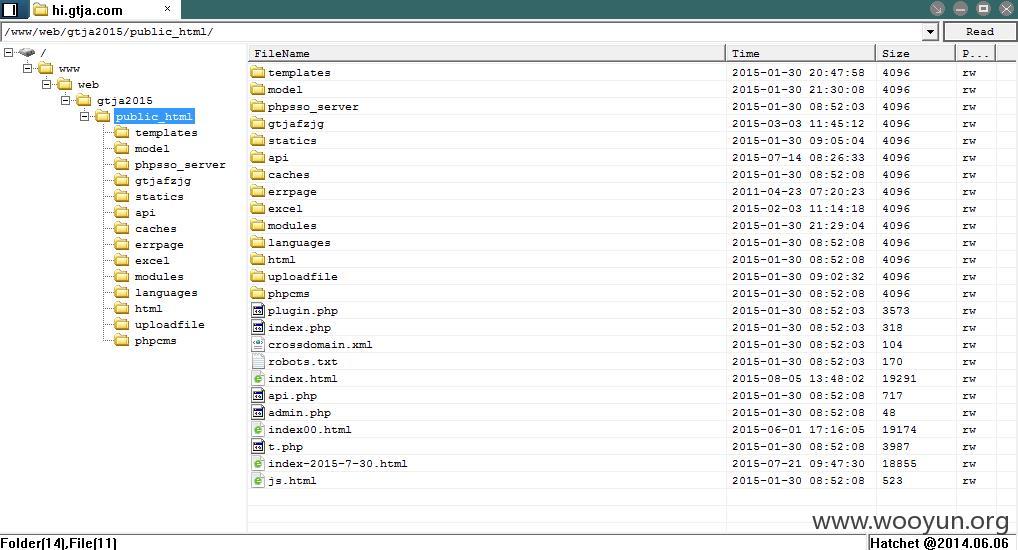 hi.gtja.com ×
/www/web/gtja2015/public_html/ Read
/
www
web
gtja2015
public_html
templates
model
phpsso_server
gtjafzjg
statics
api
caches
errpage
excel
modules
languages
html
uploadfile
phpcms
FileName Time Size P...
templates 2015-01-30 20:47:58 4096 rw
model 2015-01-30 21:30:08 4096 rw
phpsso_server 2015-01-30 08:52:03 4096 rw
gtjafzjg 2015-03-03 11:45:12 4096 rw
statics 2015-01-30 09:05:04 4096 rw
api 2015-07-14 08:26:33 4096 rw
caches 2015-01-30 08:52:08 4096 rw
errpage 2011-04-23 07:20:23 4096 rw
excel 2015-02-03 11:14:18 4096 rw
modules 2015-01-30 21:29:04 4096 rw
languages 2015-01-30 08:52:08 4096 rw
html 2015-01-30 08:52:08 4096 rw
uploadfile 2015-01-30 09:02:32 4096 rw
phpcms 2015-01-30 08:52:08 4096 rw
plugin.php 2015-01-30 08:52:03 3573 rw
index.php 2015-01-30 08:52:03 318 rw
crossdomain.xml 2015-01-30 08:52:03 104 rw
robots.txt 2015-01-30 08:52:03 170 rw
index.html 2015-08-05 13:48:02 19291 rw
api.php 2015-01-30 08:52:08 717 rw
admin.php 2015-01-30 08:52:08 48 rw
index00.html 2015-06-01 17:16:05 19174 rw
t.php 2015-01-30 08:52:08 3987 rw
index-2015-7-30.html 2015-07-21 09:47:30 18855 rw
js.html 2015-01-30 08:52:08 523 rw
www.wooyun.org
Folder[14],File[11] Hatchet @2014.06.06